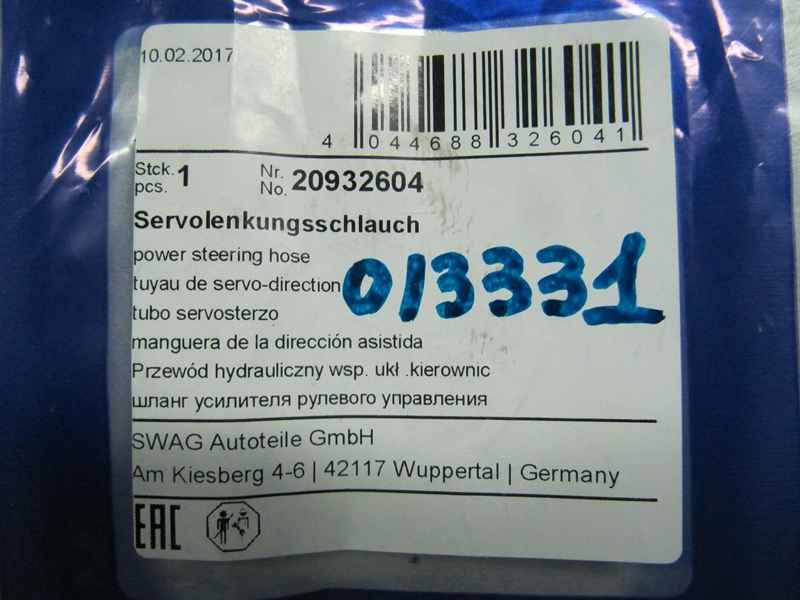 10.02.2017
4 044688 326041
Stck. 1 Nr. 20932604
pcs. No.
Servolenkungsschlauch
power steering hose
tuyau de servo-direction
013331
tubo servosterzo
manguera de la dirección asistida
Przewód hydrauliczny wsp. ukł .kierownic
шланг усилителя рулевого управления
SWAG Autoteile GmbH
Am Kiesberg 4-6 | 42117 Wuppertal | Germany
EAC